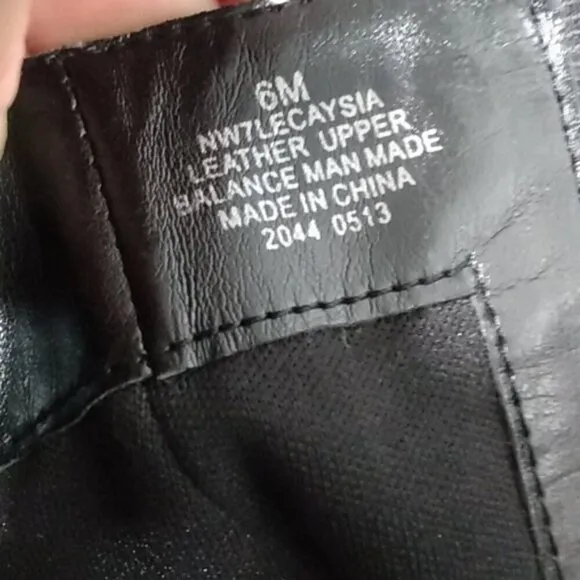 6M
NW7LECAYSIA
LEATHER UPPER
BALANCE MAN MADE
MADE IN CHINA
2044 0513